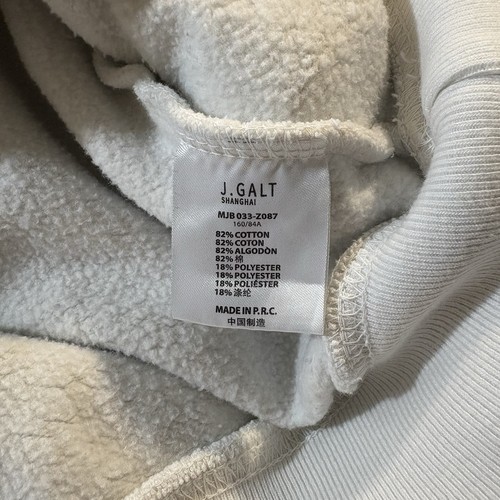 J.GALT
SHANGHAI
MJB 033-Z087
160/84A
82% COTTON
82% COTON
82% ALGODÒN
82% 棉
18% POLYESTER
18% POLYESTER
18% POLIÉSTER
18% 涤纶
MADE IN P.R.C.
中国制造